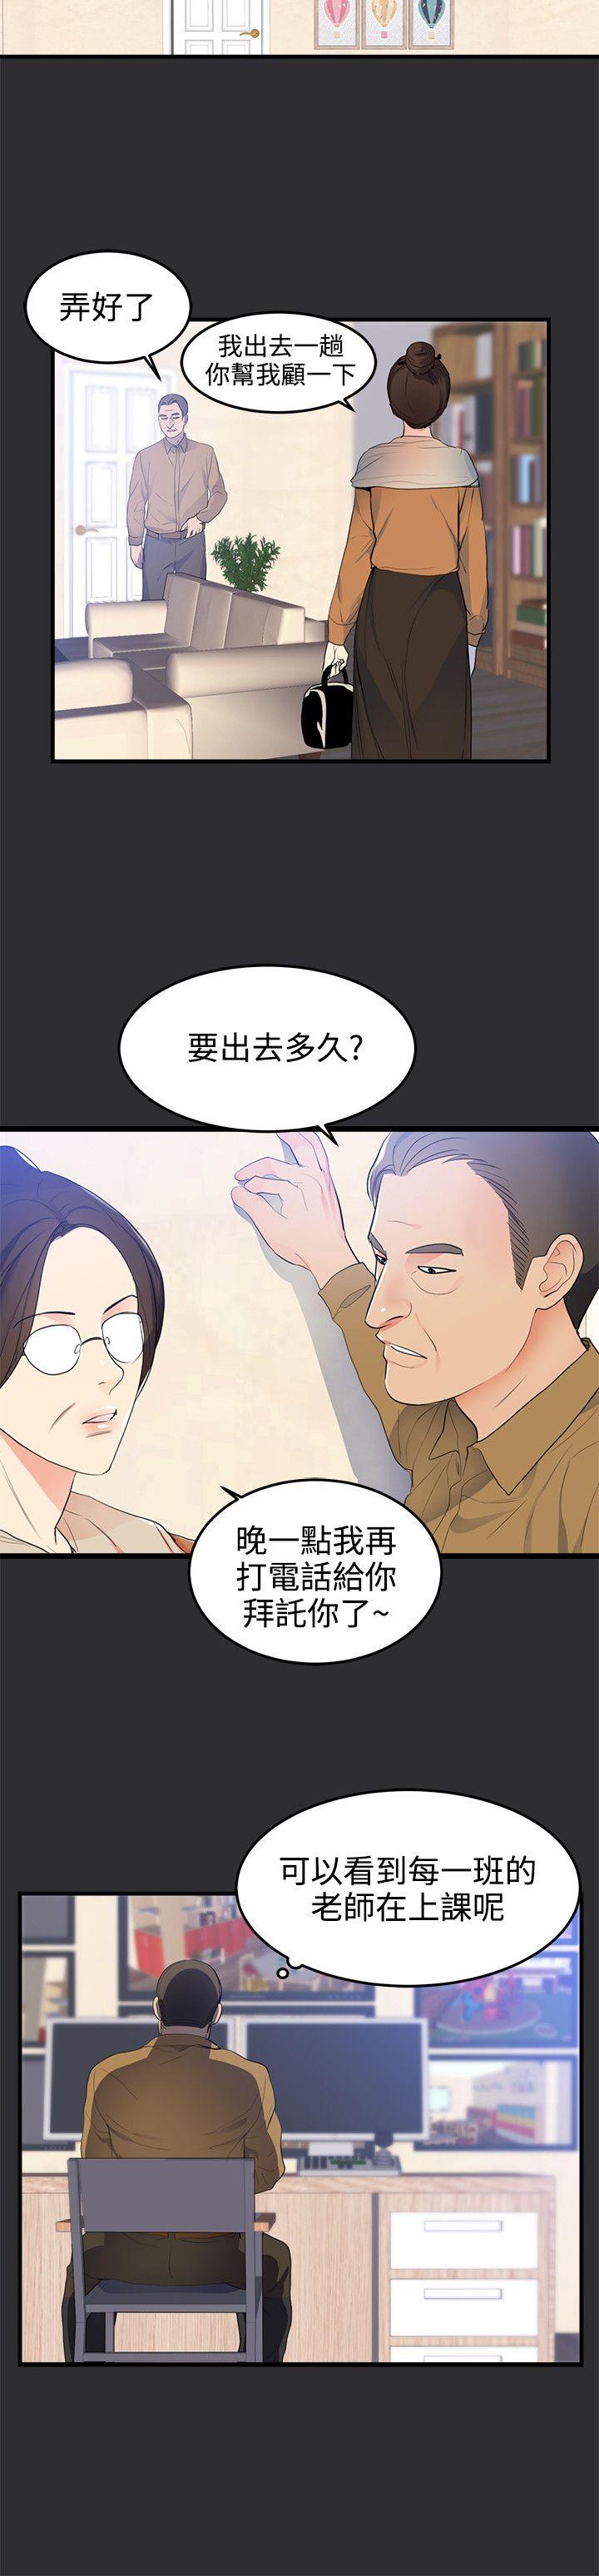 弄好了
我出去一趟
你幫我顧一下
要出去多久?
晚一點我再
打電話給你
拜託你了~
可以看到每一班的
老師在上課呢